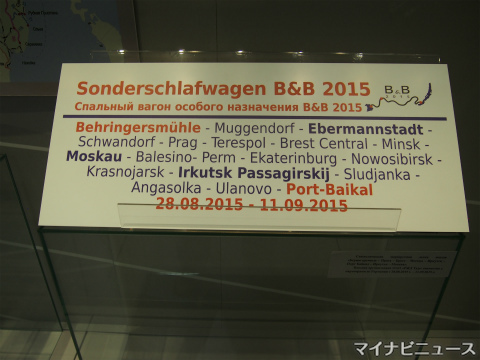 Sonderschlafwagen B&B 2015
Спальный вагон особого назначения B&B 2015
B&B
2015
Behringersmühle - Muggendorf - Ebermannstadt -
Schwandorf - Prag - Terespol - Brest Central - Minsk -
Moskau - Balesino- Perm - Ekaterinburg - Nowosibirsk -
Krasnojarsk - Irkutsk Passagirskij - Sludjanka -
Angasolka - Ulanovo - Port-Baikal
28.08.2015 - 11.09.2015
マイナビニュース